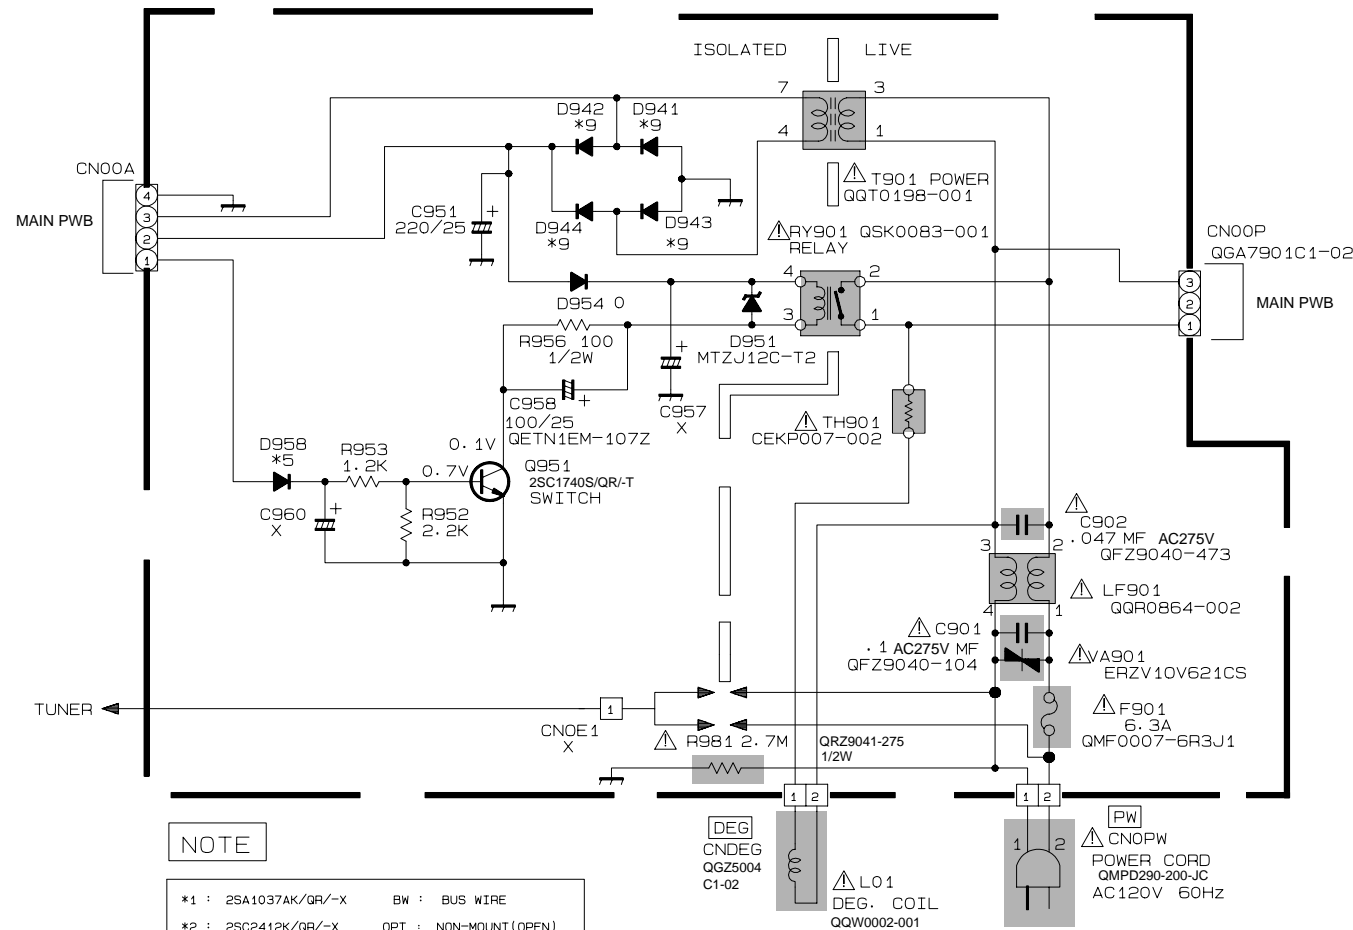 ISOLATED LIVE
7 3
4 1
D942 *9
D941 *9
CN00A
MAIN PWB
4
3
2
1
C951
220/25
D944 *9
D943 *9
T901 POWER
QQT0198-001
RY901 QSK0083-001
RELAY
CN00P
QGA7901C1-02
3
2
1
MAIN PWB
4 2
3 1
D954 0
R956 100
1/2W
D951
MTZJ12C-T2
C958
100/25
QETN1EM-107Z
C957
X
TH901
CEKP007-002
D958
*5
R953
1.2K
0.1V
0.7V
Q951
2SC1740S/QR/-T
SWITCH
C960
X
R952
2.2K
C902
.047 MF AC275V
QFZ9040-473
3 2
LF901
QQR0864-002
4 1
C901
.1 AC275V MF
QFZ9040-104
VA901
ERZV10V621CS
TUNER
1
CN0E1
X
F901
6.3A
QMF0007-6R3J1
R981 2.7M
QRZ9041-275
1/2W
1 2
1 2
NOTE
DEG
CNDEG
QGZ5004
C1-02
L01
DEG. COIL
QQW0002-001
PW
CN0PW
1 2
POWER CORD
QMPD290-200-JC
AC120V 60Hz
*1 : 2SA1037AK/QR/-X BW : BUS WIRE
*2 : 2SC2412K/QR/-X OPT : NON-MOUNT(OPEN)